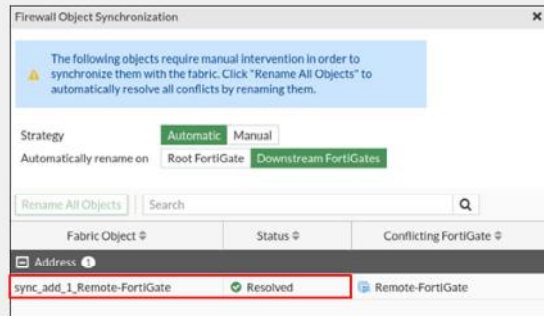 Firewall Object Synchronization
The following objects require manual intervention in order to
synchronize them with the fabric. Click "Rename All Objects" to
automatically resolve all conflicts by renaming them.
Strategy Automatic Manual
Automatically rename on Root FortiGate Downstream FortiGates
Rename All Objects Search
Fabric Object Status Conflicting FortiGate
Address 1
sync_add_1_Remote-FortiGate Resolved Remote-FortiGate